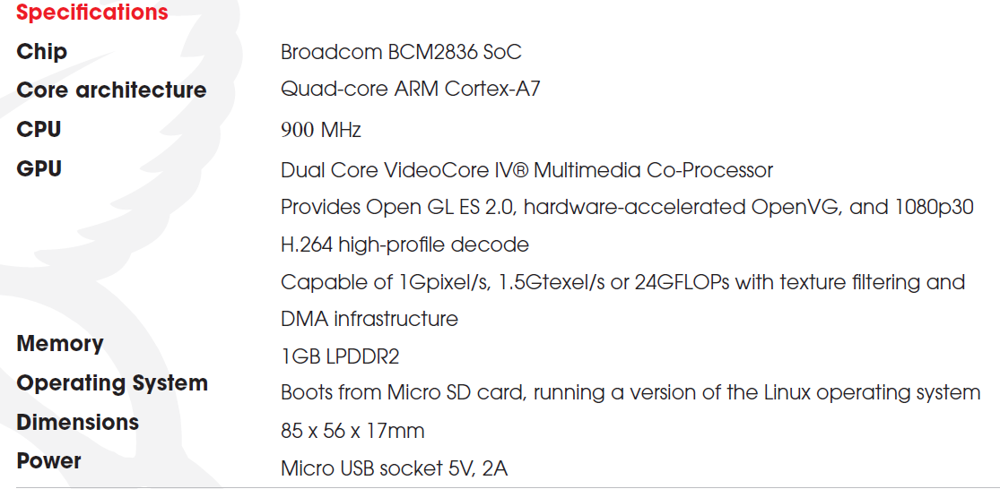 Specifications
Chip Broadcom BCM2836 SoC
Core architecture Quad-core ARM Cortex-A7
CPU 900 MHz
GPU Dual Core VideoCore IV® Multimedia Co-Processor
Provides Open GL ES 2.0, hardware-accelerated OpenVG, and 1080p30
H.264 high-profile decode
Capable of 1Gpixel/s, 1.5Gtexel/s or 24GFLOPs with texture filtering and
DMA infrastructure
Memory 1GB LPDDR2
Operating System Boots from Micro SD card, running a version of the Linux operating system
Dimensions 85 x 56 x 17mm
Power Micro USB socket 5V, 2A